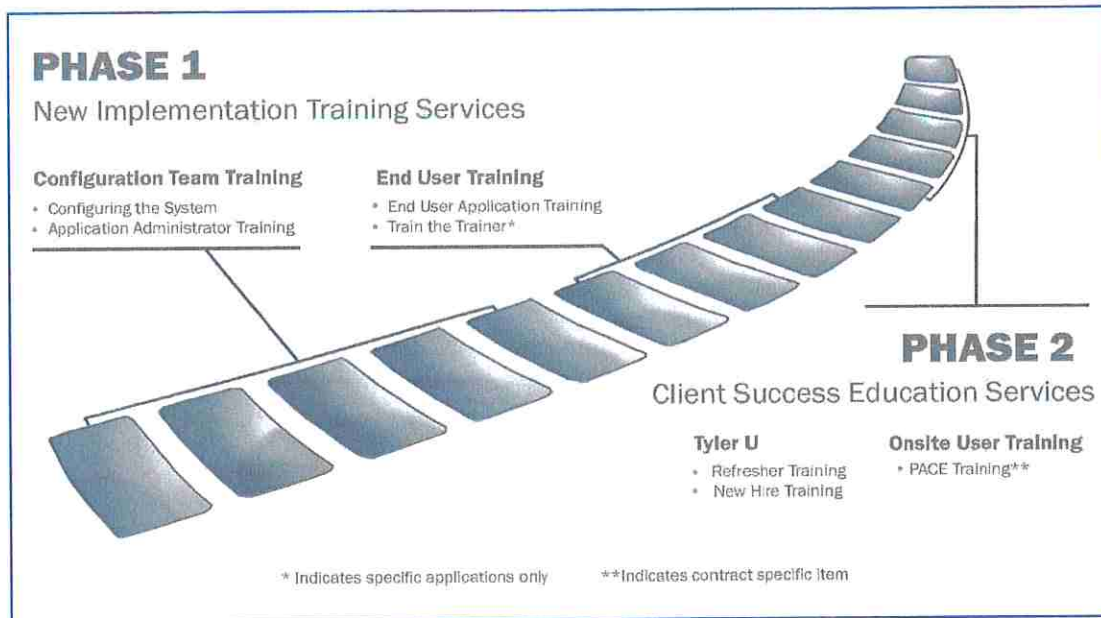 PHASE 1
New Implementation Training Services
Configuration Team Training
• Configuring the System
• Application Administrator Training
End User Training
• End User Application Training
• Train the Trainer*
PHASE 2
Client Success Education Services
Tyler U
• Refresher Training
• New Hire Training
Onsite User Training
• PACE Training**
* Indicates specific applications only
**Indicates contract specific item